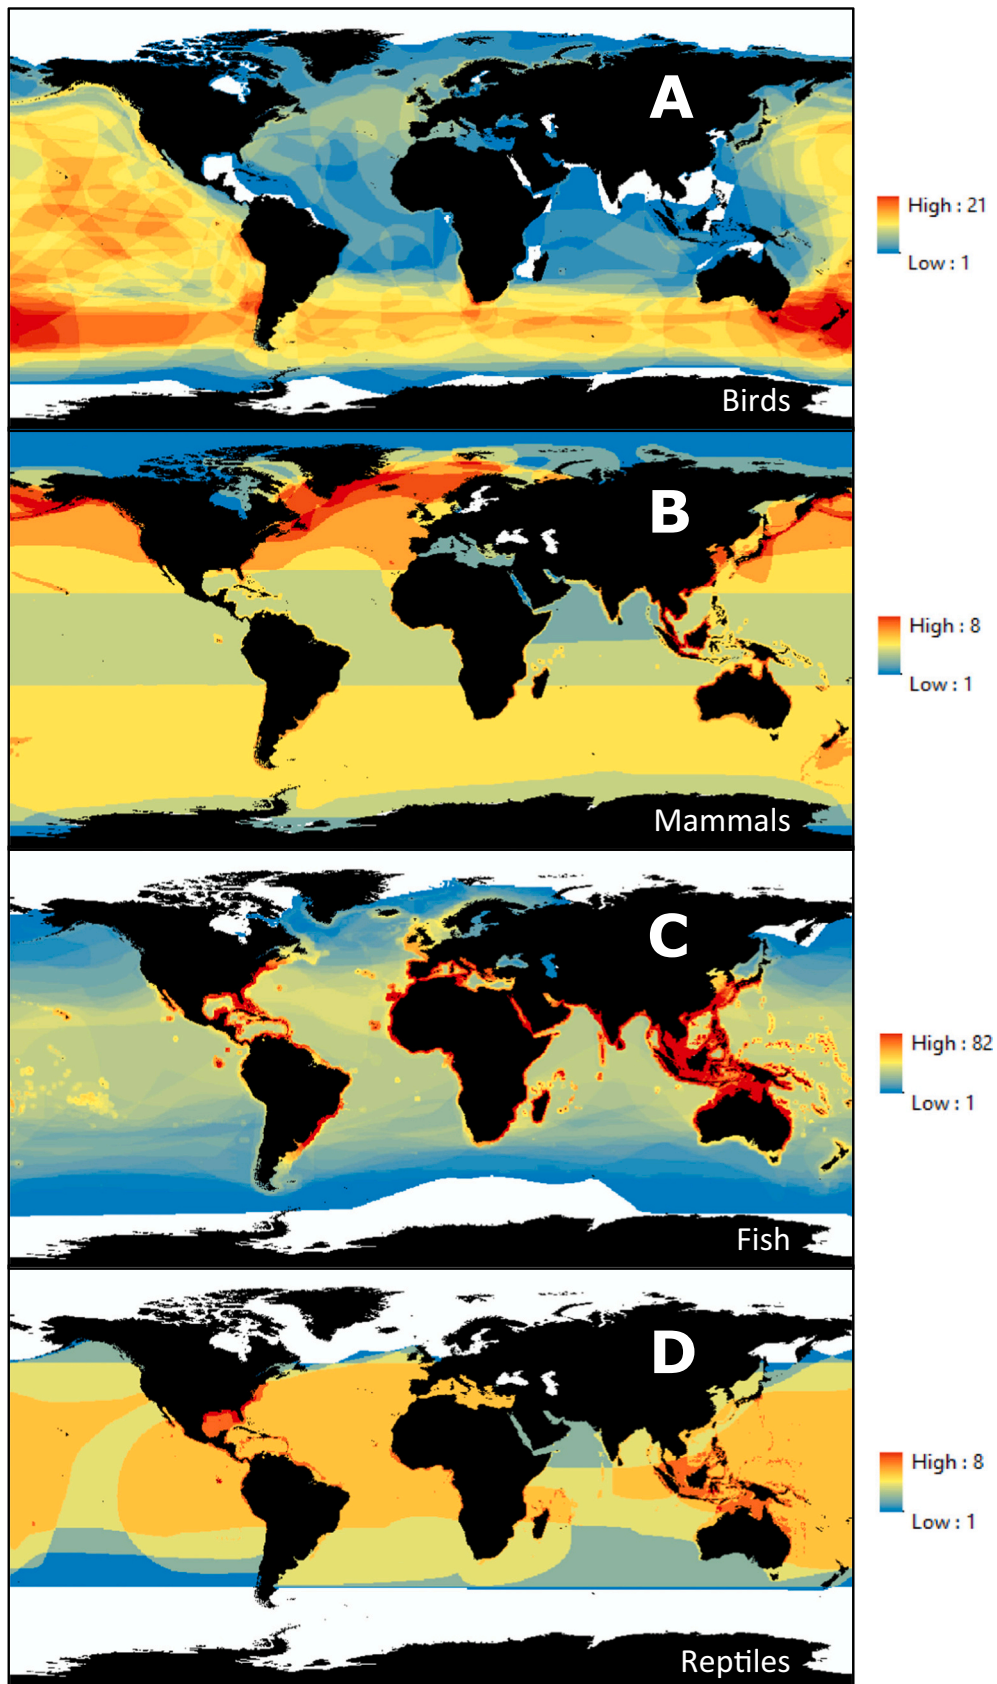 A
High : 21
Low : 1
Birds
B
High : 8
Low : 1
Mammals
C
High : 82
Low : 1
Fish
D
High : 8
Low : 1
Reptiles